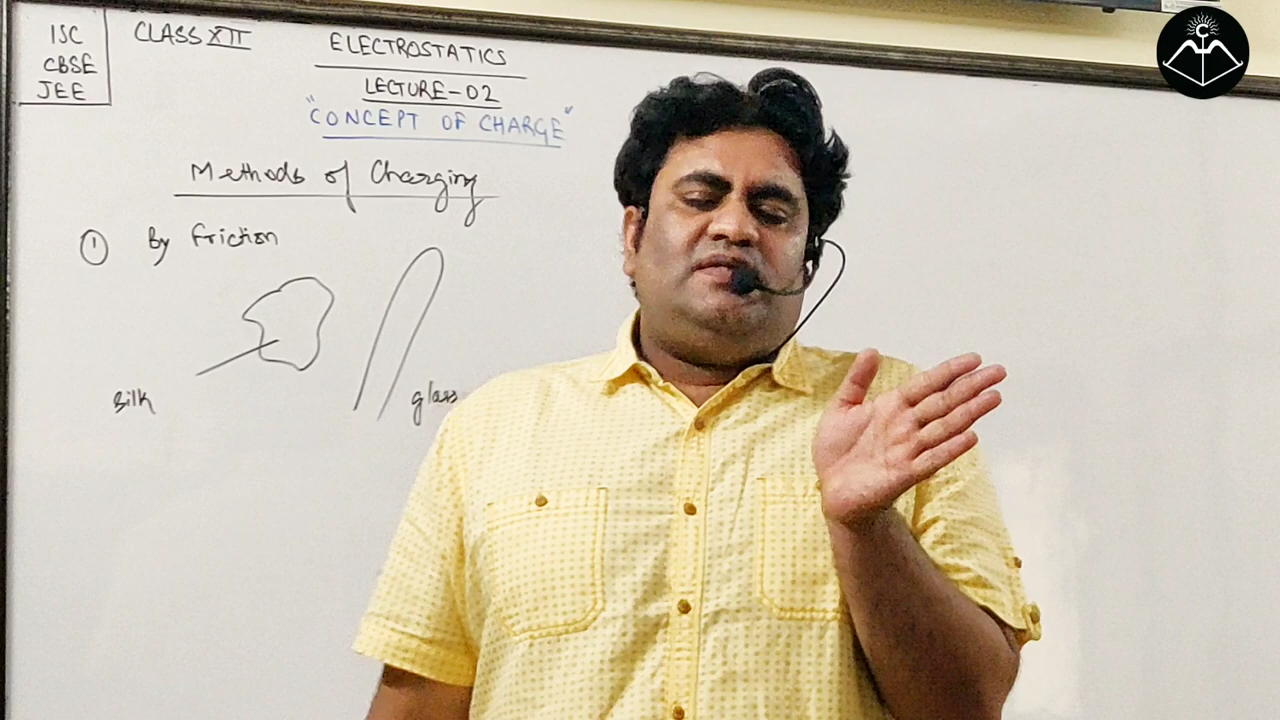 ISC
CBSE
JEE
CLASS XII
ELECTROSTATICS
LECTURE-02
"CONCEPT OF CHARGE"
Methods of Charging
① By friction
silk
glass
C